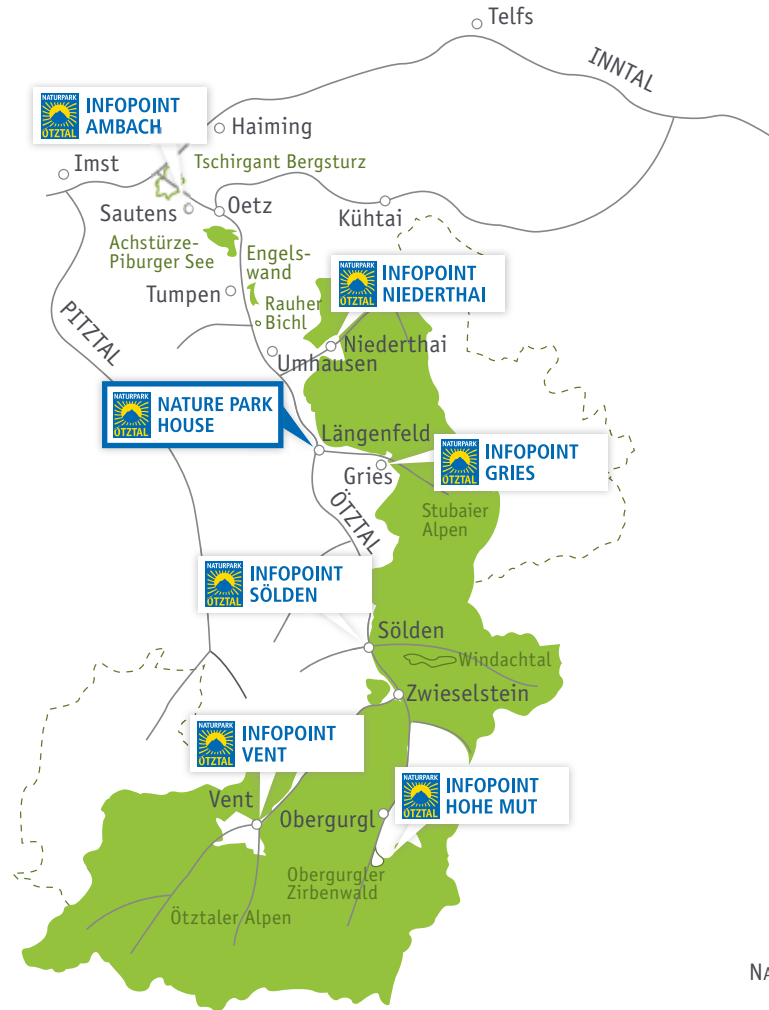 Telfs
INNTAL
NATURPARK
ÖTZTAL
INFOPOINT
AMBACH
Haiming
Imst
Tschirgant Bergsturz
Sautens
Oetz
Kühtai
Achstürze-
Piburger See
Engels-
wand
NATURPARK
ÖTZTAL
INFOPOINT
NIEDERTHAI
Tumpen
Rauher
Bichl
PITZTAL
Niederthai
Umhausen
NATURPARK
ÖTZTAL
NATURE PARK
HOUSE
Längenfeld
NATURPARK
ÖTZTAL
INFOPOINT
GRIES
Gries
ÖTZTAL
Stubaier
Alpen
NATURPARK
ÖTZTAL
INFOPOINT
SÖLDEN
Sölden
Windachtal
Zwieselstein
NATURPARK
ÖTZTAL
INFOPOINT
VENT
NATURPARK
ÖTZTAL
INFOPOINT
HOHE MUT
Vent
Obergurgl
Obergurgler
Zirbenwald
Ötztaler Alpen